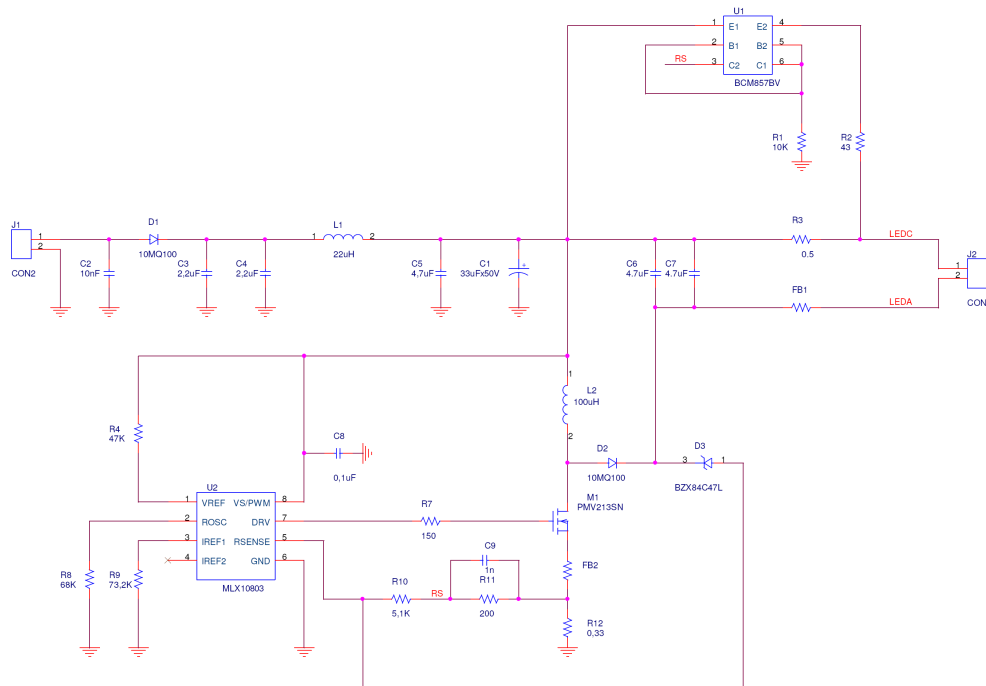 U1
1 E1 E2 4
2 B1 B2 5
RS 3 C2 C1 6
BCM857BV
R1
10K
R2
43
J1
1
2
CON2
D1
10MQ100
L1
1 2
22uH
R3
0.5
LEDC
J2
1
2
CON
C2
10nF
C3
2,2uF
C4
2,2uF
C5
4,7uF
C1
33uFx50V
+
C6
4.7uF
C7
4.7uF
FB1
LEDA
1
L2
100uH
2
R4
47K
C8
0,1uF
D2
10MQ100
3 D3 1
BZX84C47L
M1
PMV213SN
U2
1 VREF VS/PWM 8
2 ROSC DRV 7
3 IREF1 RSENSE 5
4 IREF2 GND 6
MLX10803
R7
150
C9
1n
FB2
R8
68K
R9
73,2K
R10
5,1K
RS
R11
200
R12
0,33